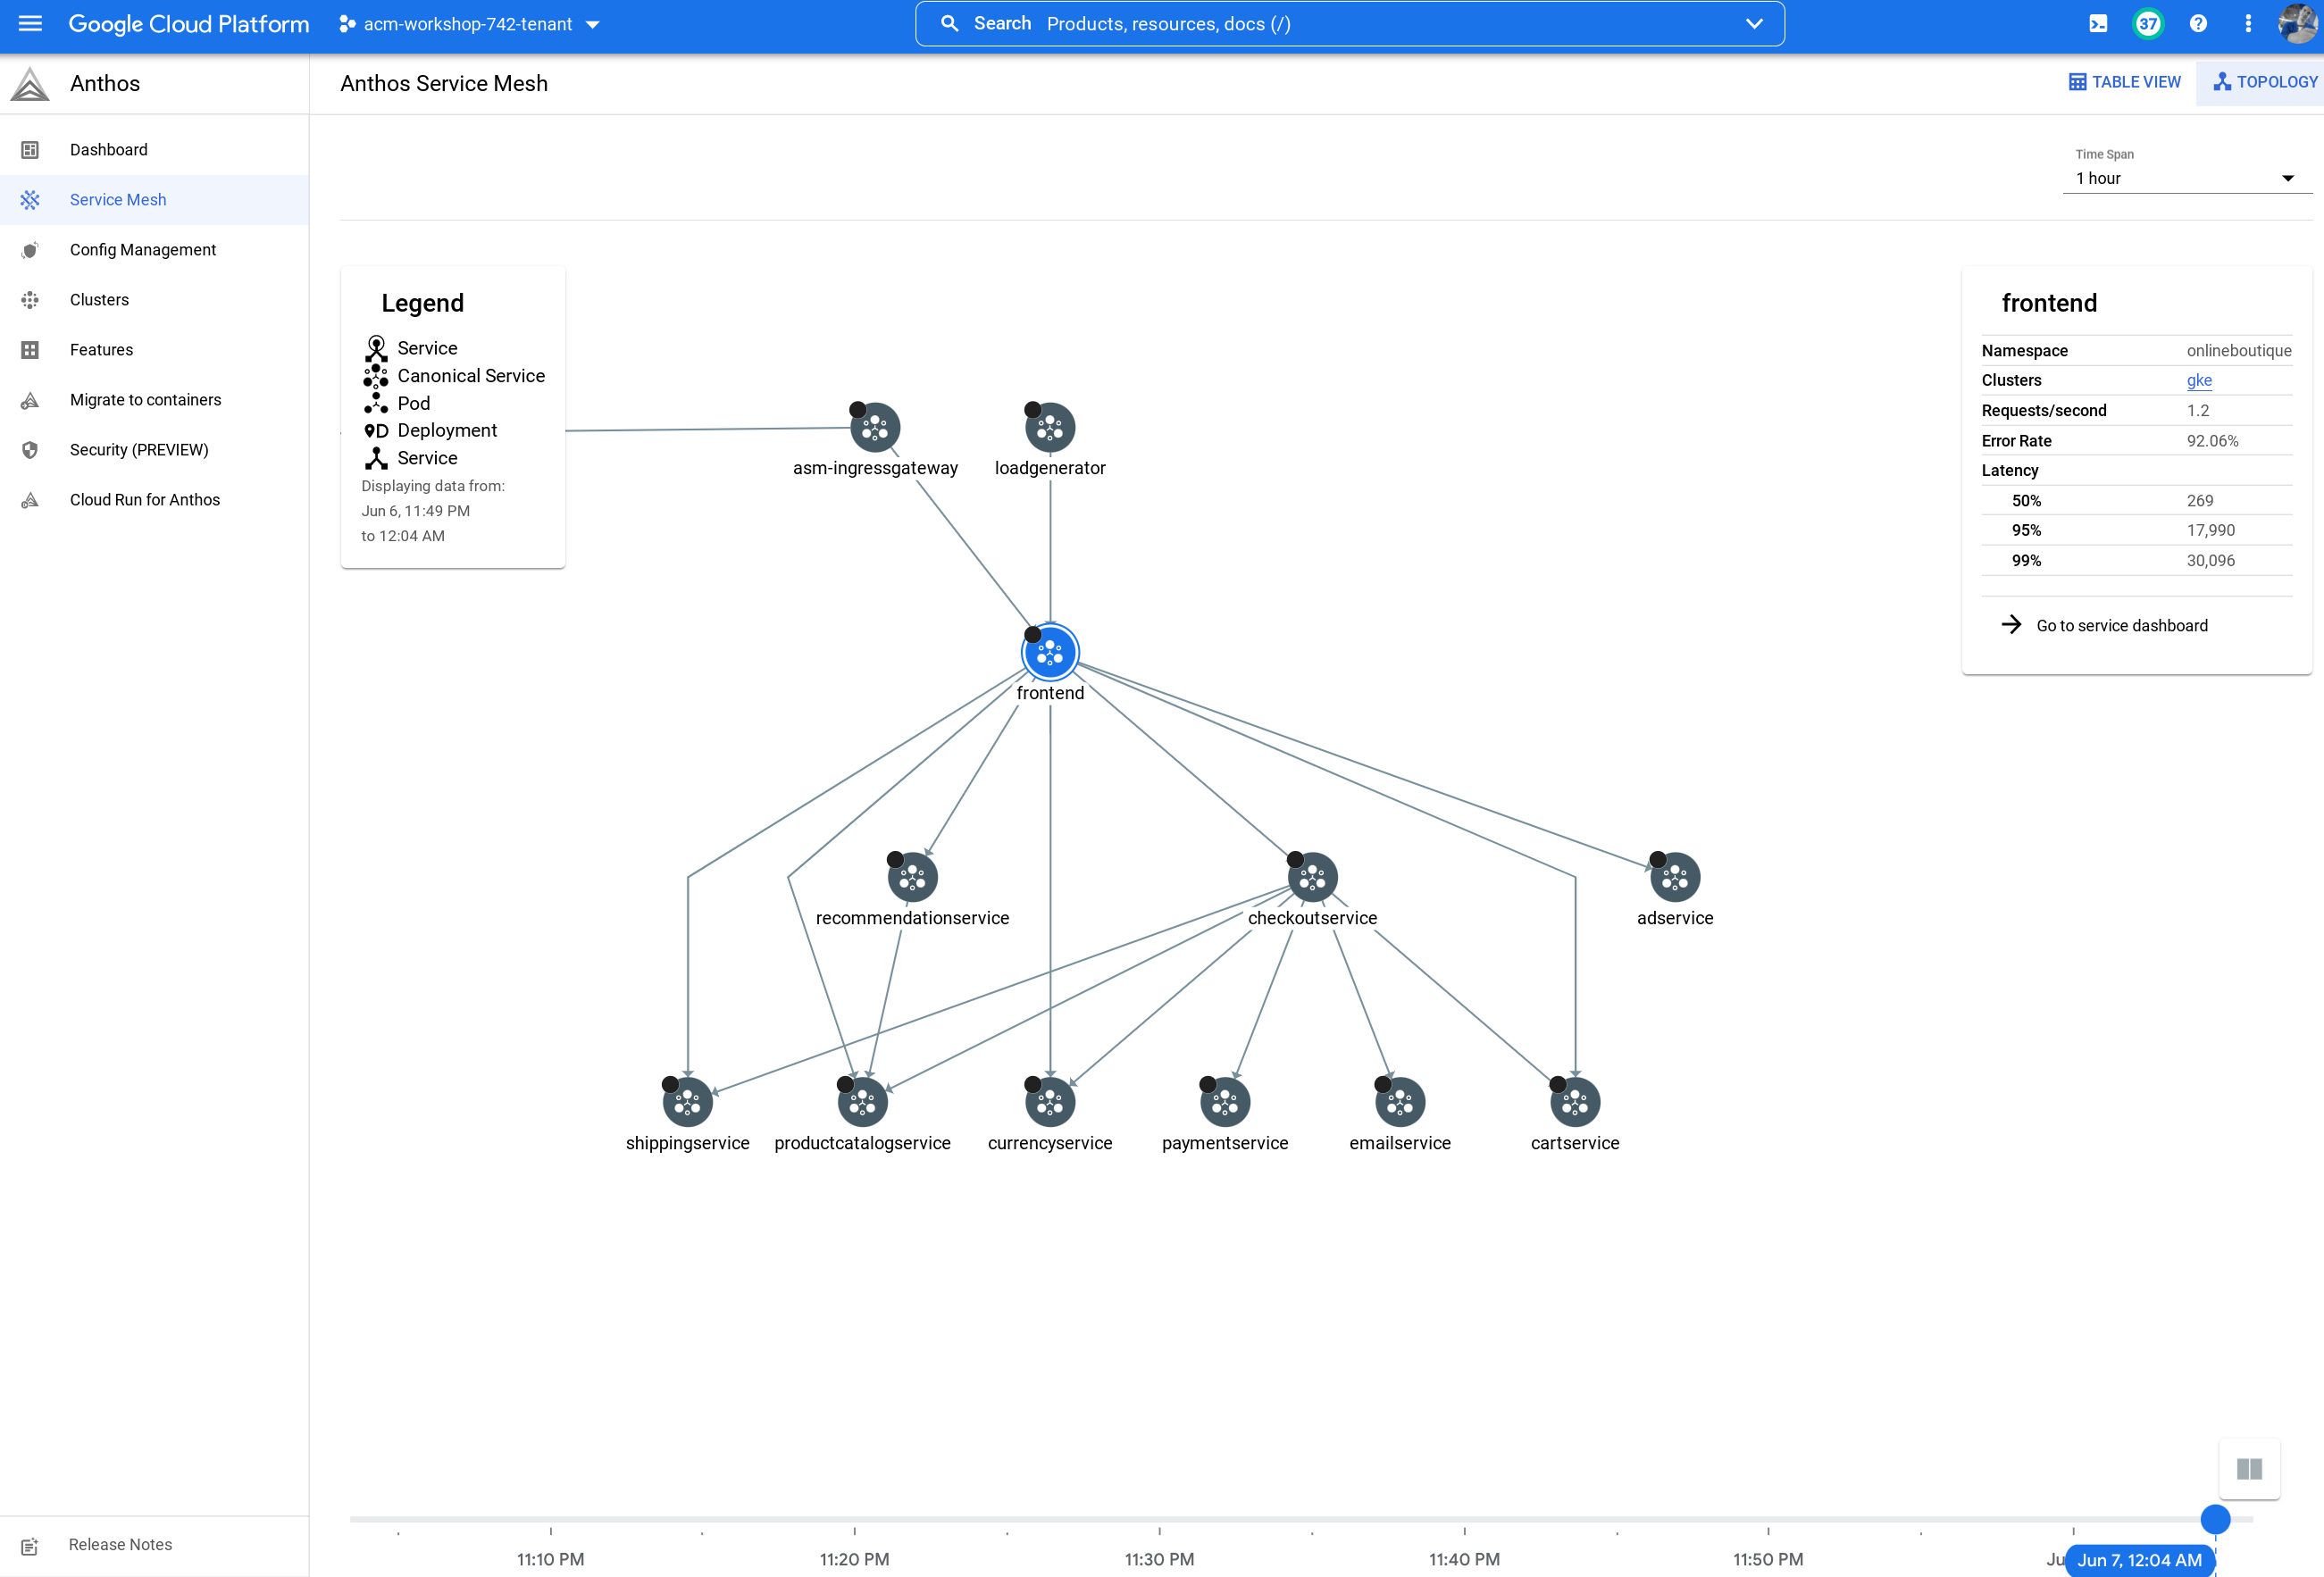 Google Cloud Platform
acm-workshop-742-tenant
Search Products, resources, docs (/)
37
Anthos
Anthos Service Mesh
TABLE VIEW
TOPOLOGY
Dashboard
Service Mesh
Config Management
Clusters
Features
Migrate to containers
Security (PREVIEW)
Cloud Run for Anthos
Release Notes
Time Span
1 hour
Legend
Service
Canonical Service
Pod
D Deployment
Service
Displaying data from:
Jun 6, 11:49 PM
to 12:04 AM
asm-ingressgateway
loadgenerator
frontend
recommendationservice
checkoutservice
adservice
shippingservice
productcatalogservice
currencyservice
paymentservice
emailservice
cartservice
frontend
Namespace onlineboutique
Clusters gke
Requests/second 1.2
Error Rate 92.06%
Latency
50% 269
95% 17,990
99% 30,096
Go to service dashboard
11:10 PM
11:20 PM
11:30 PM
11:40 PM
11:50 PM
Ju
Jun 7, 12:04 AM